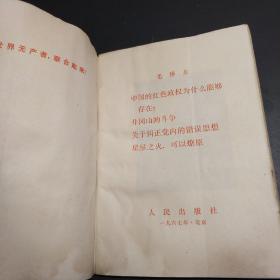 世界无产者，联合起来！
毛泽东
中国的红色政权为什么能够
存在？
井冈山的斗争
关于纠正党内的错误思想
星星之火，可以燎原
人民出版社
一九六七年·北京